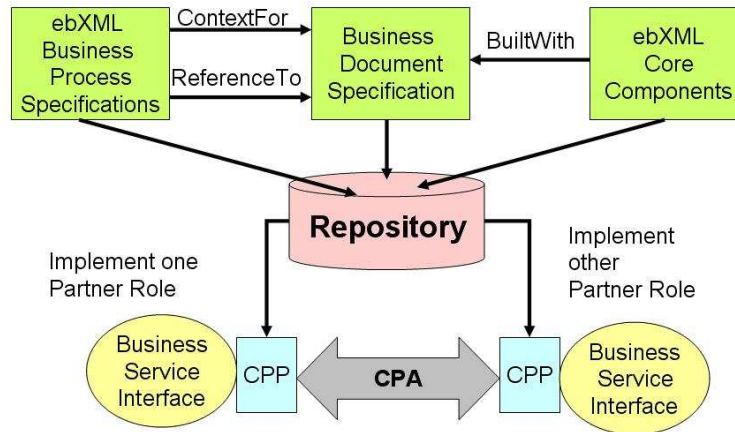 ebXML
Business
Process
Specifications
ContextFor
ReferenceTo
Business
Document
Specification
BuiltWith
ebXML
Core
Components
Repository
Implement one
Partner Role
Implement
other
Partner Role
Business
Service
Interface
CPP
CPA
CPP
Business
Service
Interface